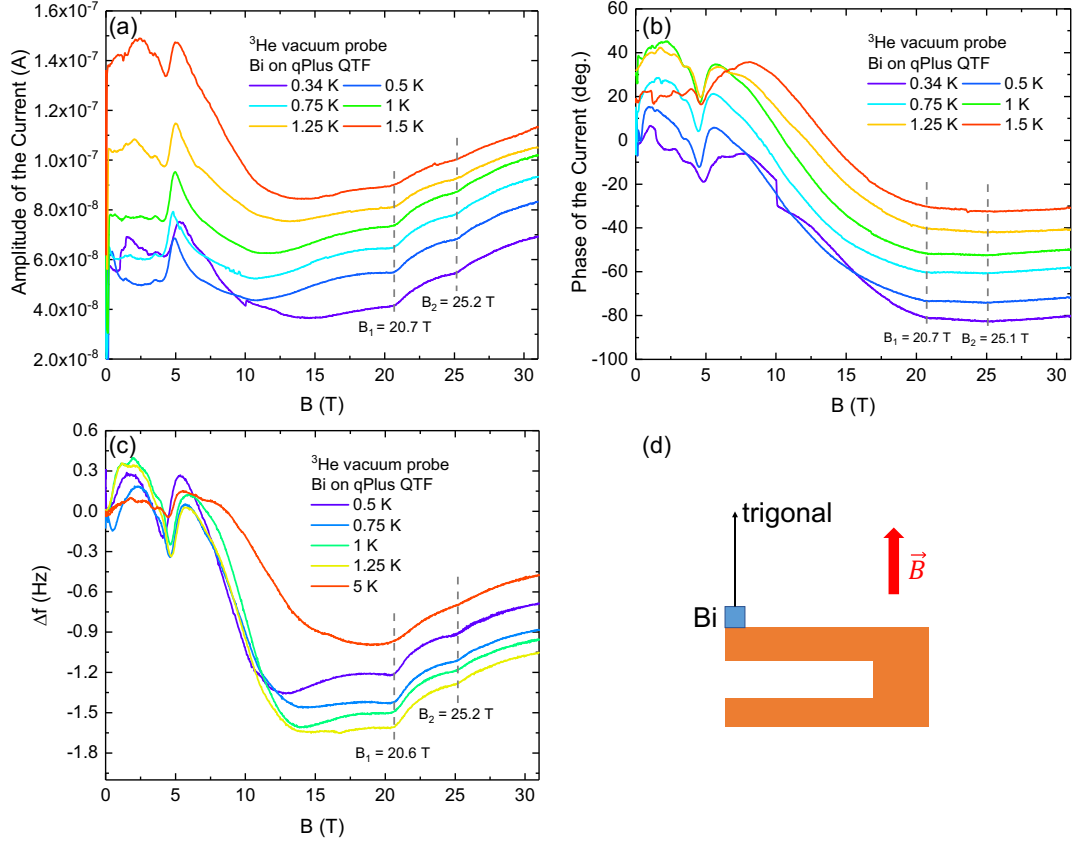 (a)
³He vacuum probe
Bi on qPlus QTF
0.34 K 0.5 K
0.75 K 1 K
1.25 K 1.5 K
B₁ = 20.7 T
B₂ = 25.2 T
Amplitude of the Current (A)
1.6x10⁻⁷
1.4x10⁻⁷
1.2x10⁻⁷
1.0x10⁻⁷
8.0x10⁻⁸
6.0x10⁻⁸
4.0x10⁻⁸
2.0x10⁻⁸
0 5 10 15 20 25 30
B (T)
(b)
³He vacuum probe
Bi on qPlus QTF
0.34 K 0.5 K
0.75 K 1 K
1.25 K 1.5 K
B₁ = 20.7 T B₂ = 25.1 T
Phase of the Current (deg.)
60
40
20
0
-20
-40
-60
-80
-100
0 5 10 15 20 25 30
B (T)
(c)
³He vacuum probe
Bi on qPlus QTF
0.5 K
0.75 K
1 K
1.25 K
5 K
B₂ = 25.2 T
B₁ = 20.6 T
Δf (Hz)
0.6
0.3
0.0
-0.3
-0.6
-0.9
-1.2
-1.5
-1.8
0 5 10 15 20 25 30
B (T)
(d)
trigonal
B⃗
Bi